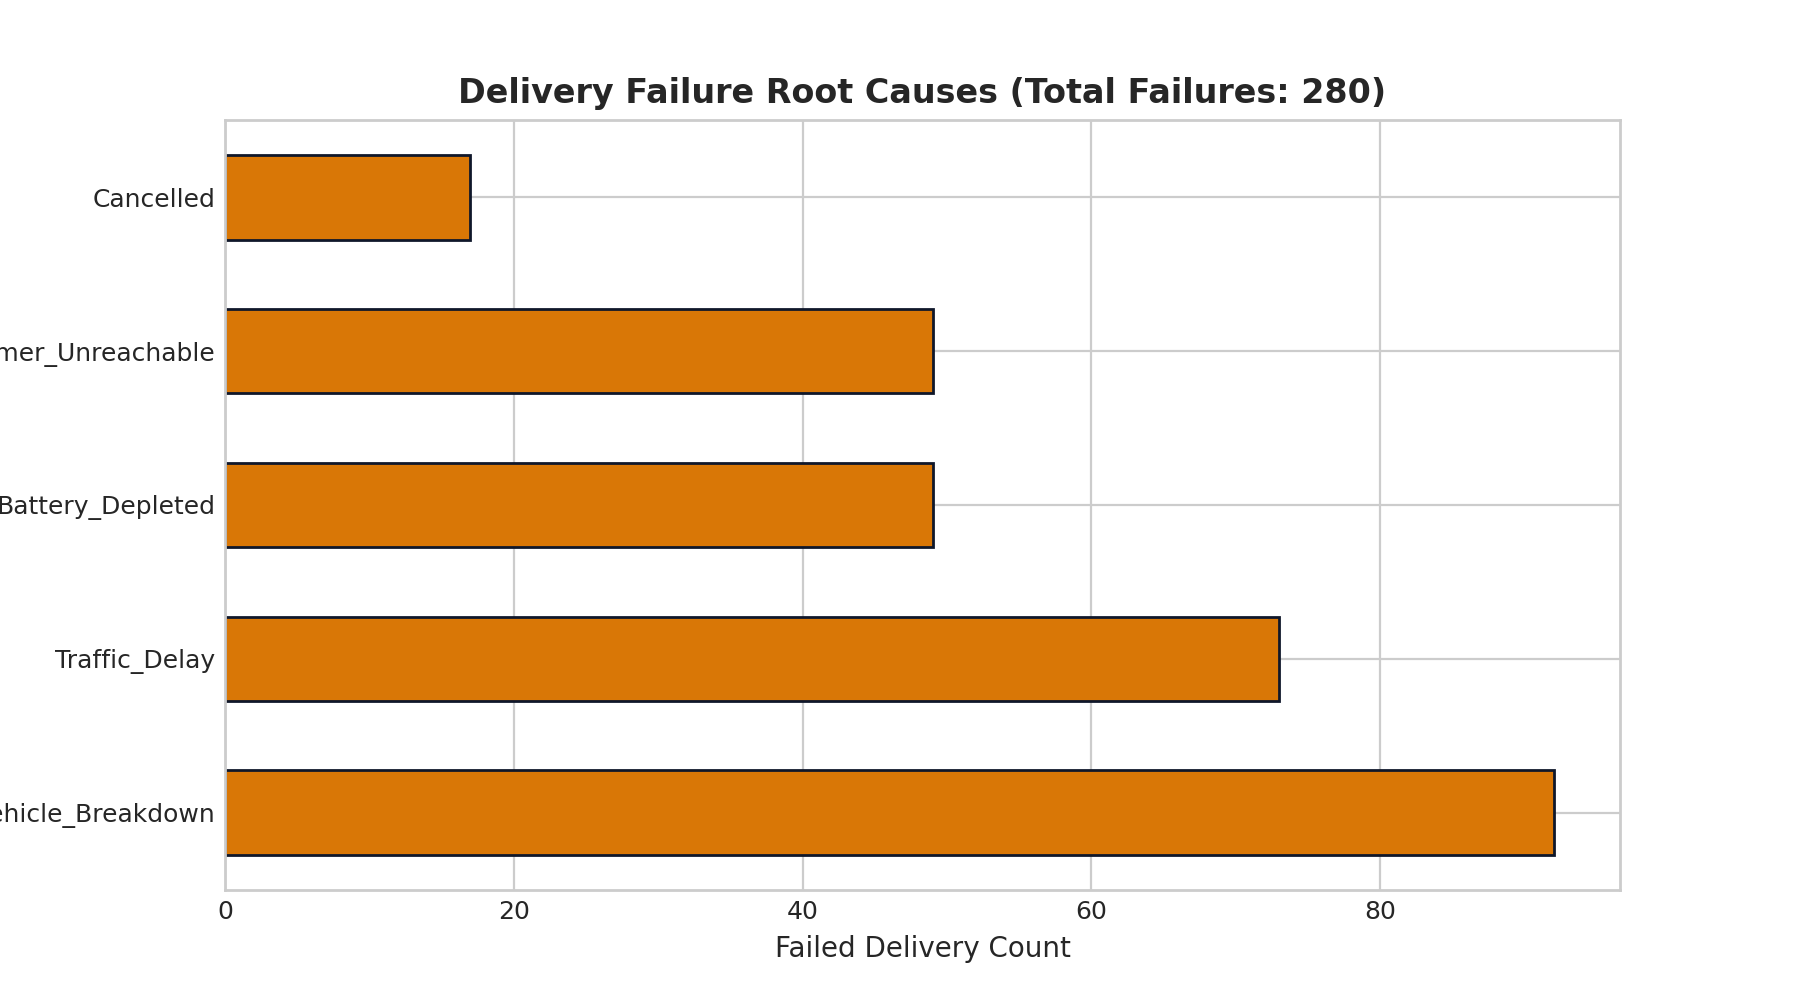 Delivery Failure Root Causes (Total Failures: 280)
Cancelled
mer_Unreachable
Battery_Depleted
Traffic_Delay
ehicle_Breakdown
0 20 40 60 80
Failed Delivery Count